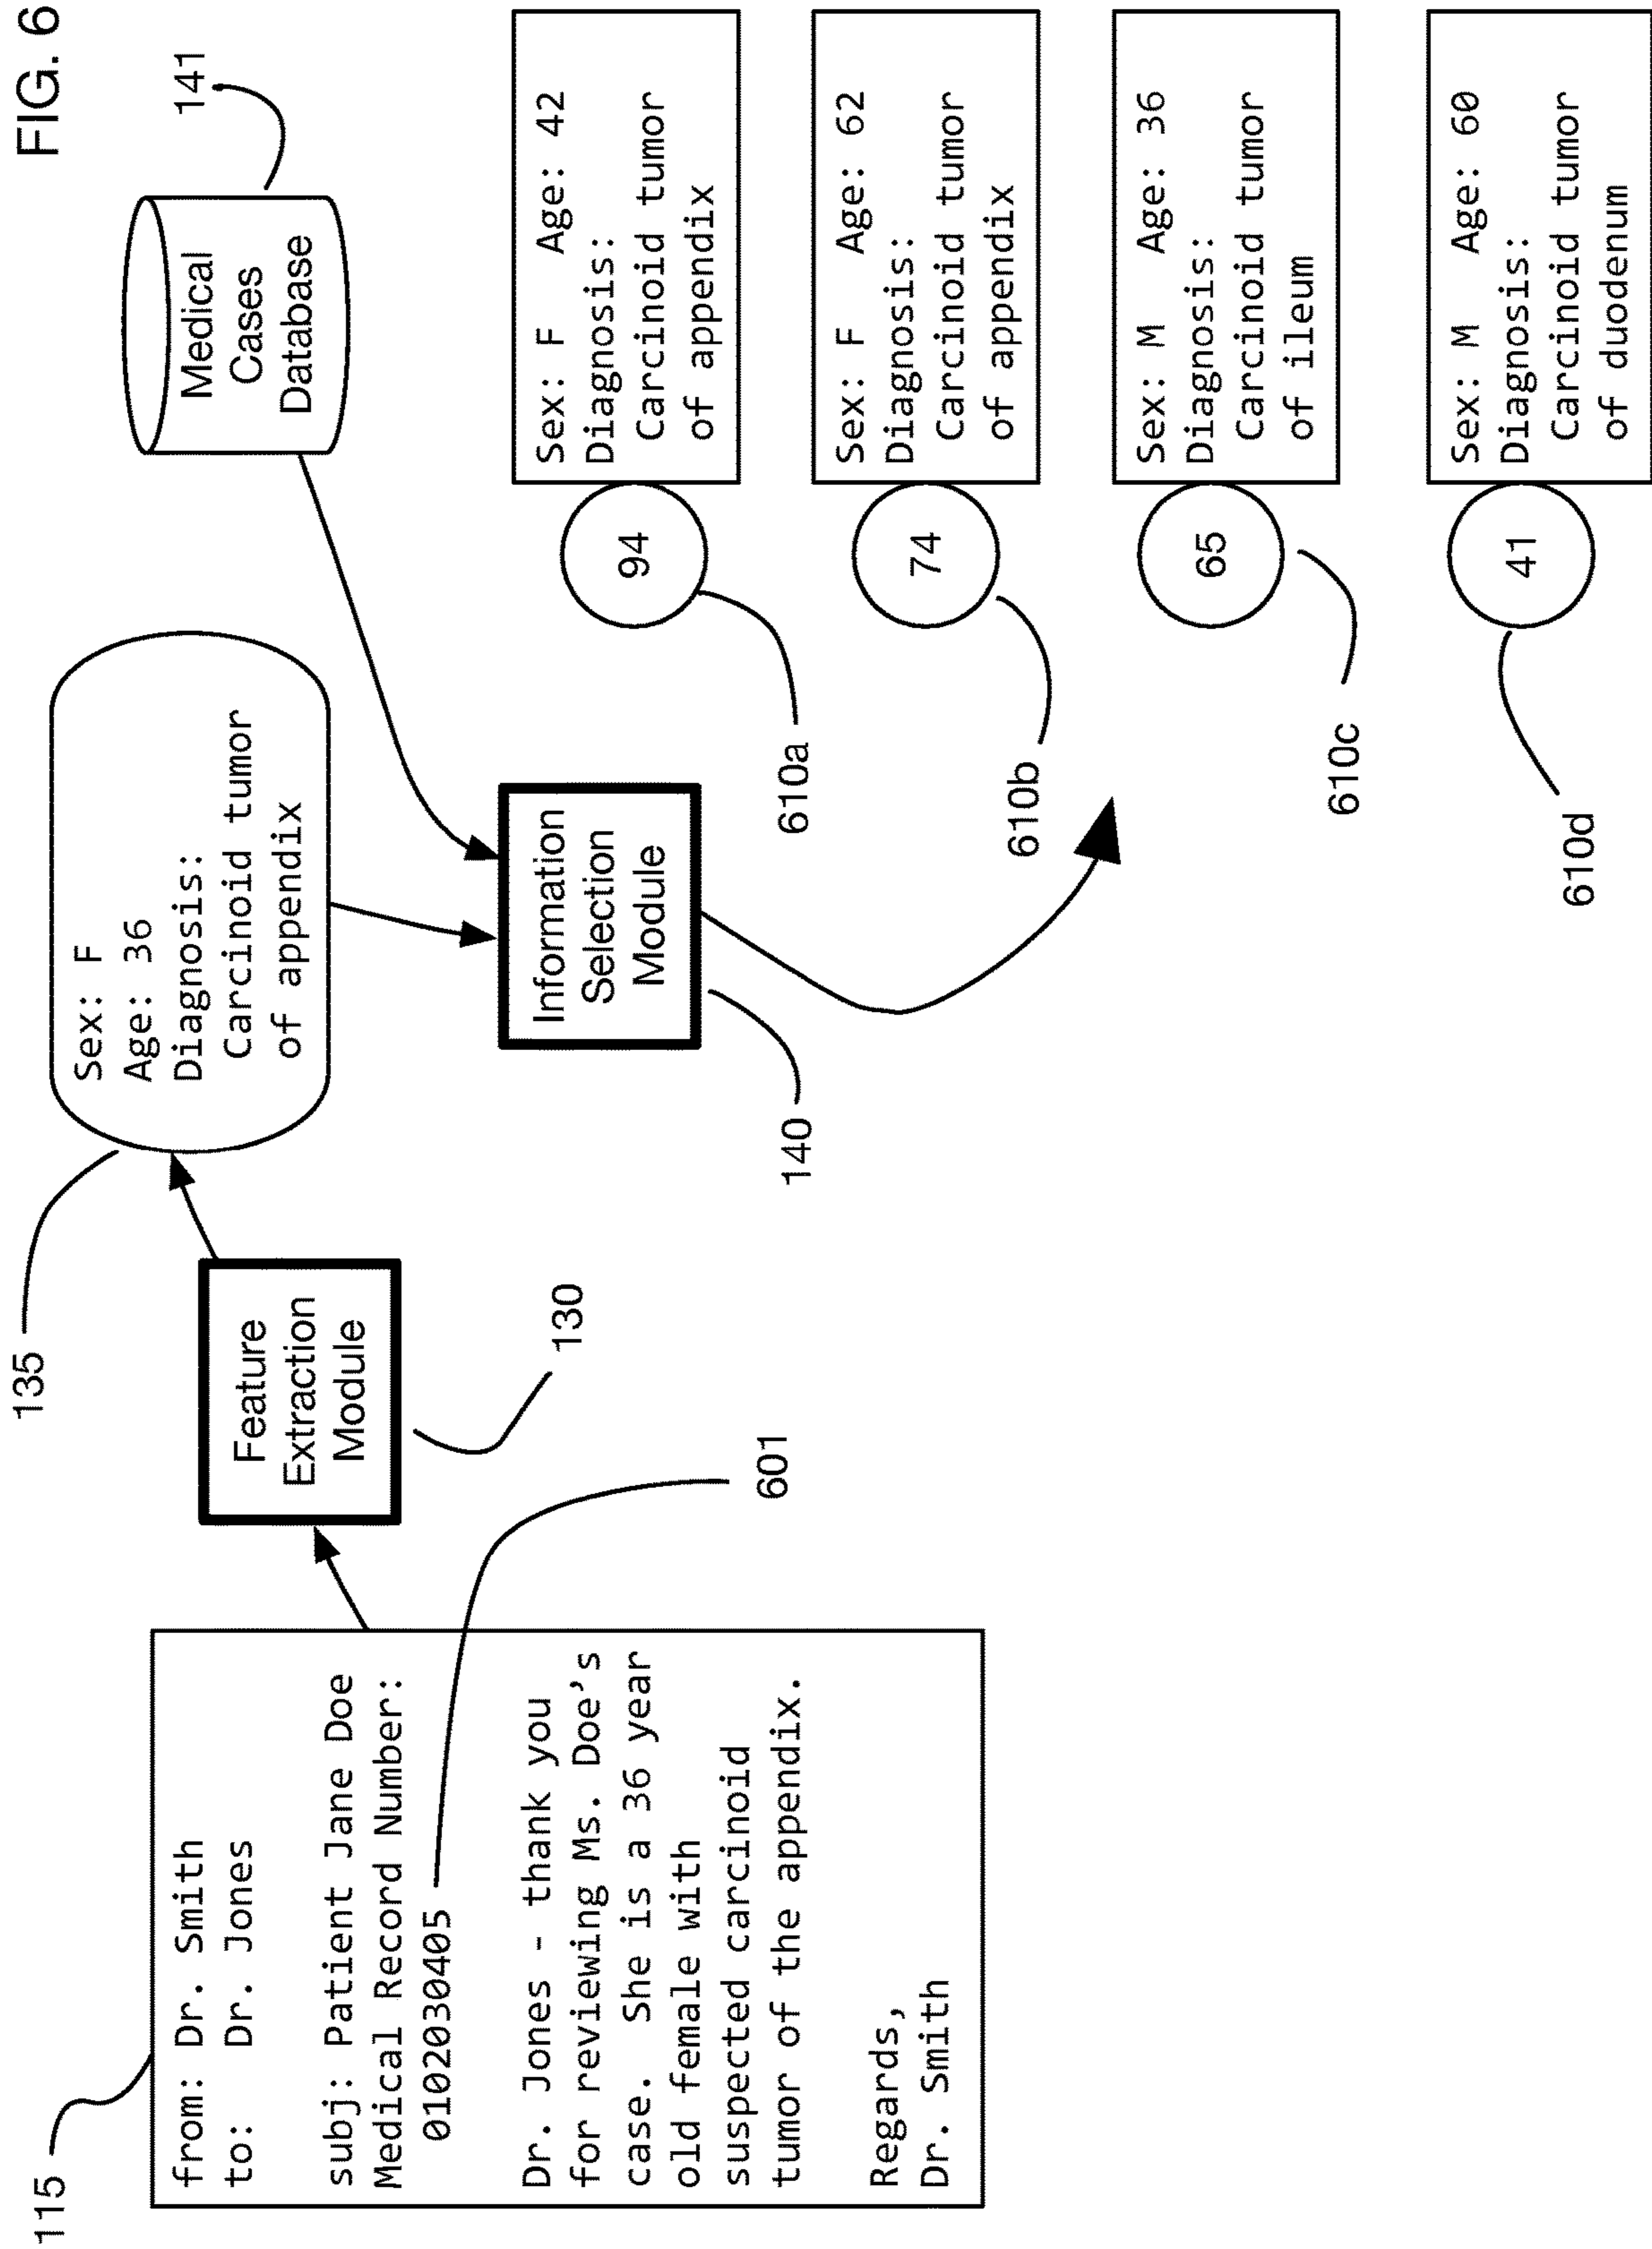 FIG. 6
115
from: Dr. Smith
to:   Dr. Jones
subj: Patient Jane Doe
Medical Record Number:
0102030405
Dr. Jones - thank you
for reviewing Ms. Doe's
case.  She is a 36 year
old female with
suspected carcinoid
tumor of the appendix.
Regards,
Dr. Smith
601
Feature
Extraction
Module
130
135
Sex: F
Age: 36
Diagnosis:
Carcinoid tumor
of appendix
Medical
Cases
Database
141
Information
Selection
Module
140
94
Sex: F  Age: 42
Diagnosis:
Carcinoid tumor
of appendix
610a
74
Sex: F  Age: 62
Diagnosis:
Carcinoid tumor
of appendix
610b
65
Sex: M  Age: 36
Diagnosis:
Carcinoid tumor
of ileum
610c
41
Sex: M  Age: 60
Diagnosis:
Carcinoid tumor
of duodenum
610d